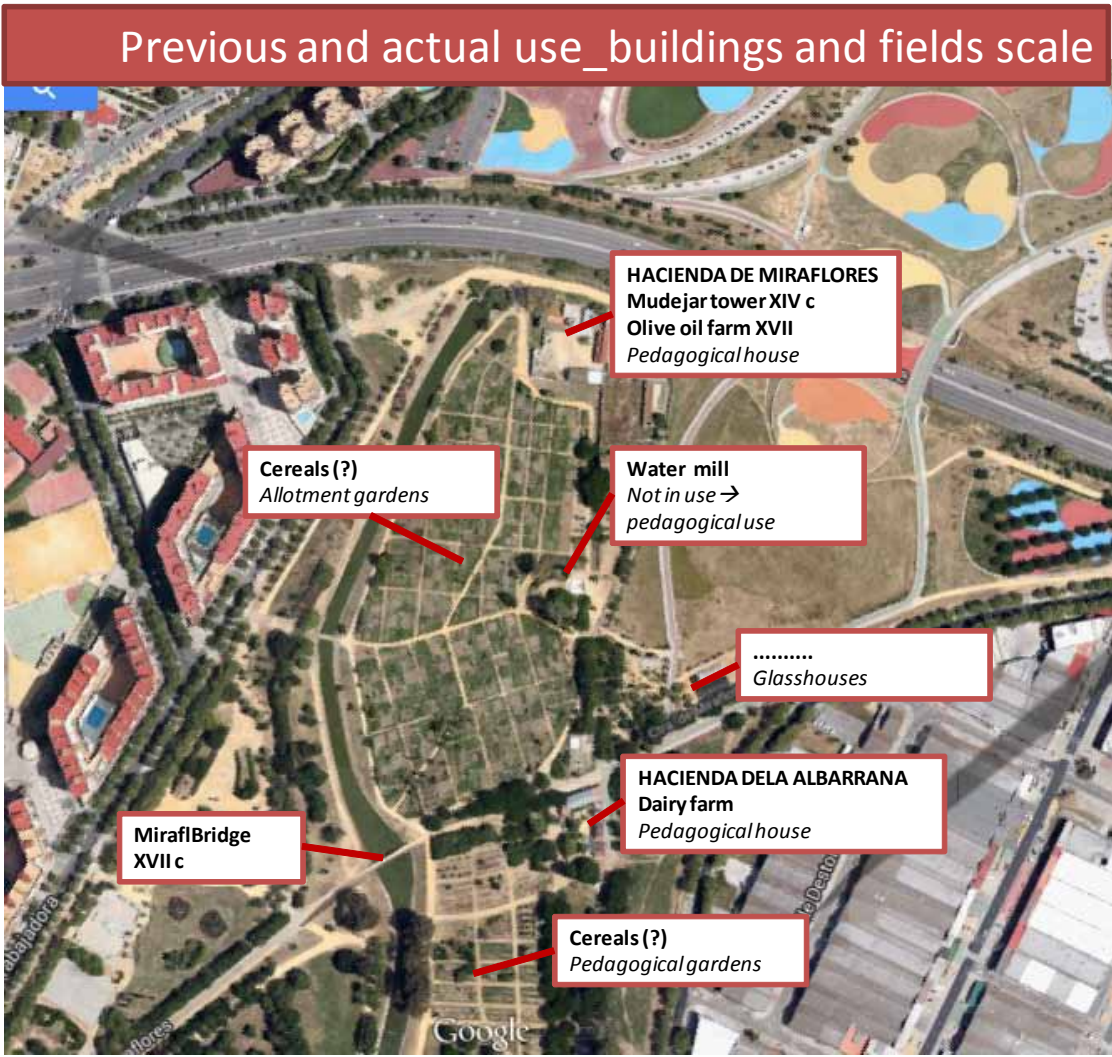 Previous and actual use_buildings and fields scale
HACIENDA DE MIRAFLORES
Mudejar tower XIV c
Olive oil farm XVII
Pedagogical house
Cereals (?)
Allotment gardens
Water mill
Not in use →
pedagogical use
..........
Glasshouses
HACIENDA DELA ALBARRANA
Dairy farm
Pedagogical house
MiraflBridge
XVII c
Cereals (?)
Pedagogical gardens
Google